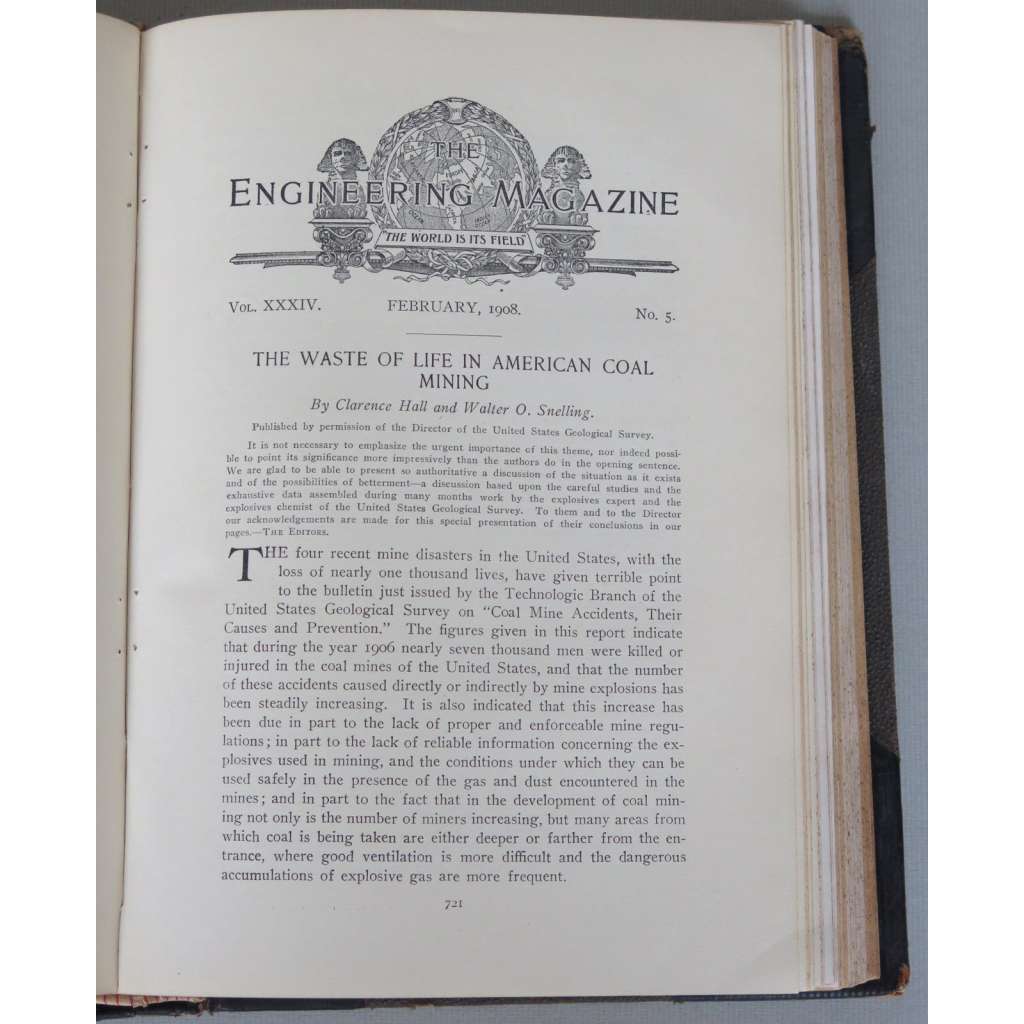 THE
ENGINEERING MAGAZINE
"THE WORLD IS ITS FIELD"
VOL. XXXIV.
FEBRUARY, 1908.
No. 5.
THE WASTE OF LIFE IN AMERICAN COAL
MINING
By Clarence Hall and Walter O. Snelling.
Published by permission of the Director of the United States Geological Survey.
It is not necessary to emphasize the urgent importance of this theme, nor indeed possi-
ble to point its significance more impressively than the authors do in the opening sentence.
We are glad to be able to present so authoritative a discussion of the situation as it exists
and of the possibilities of betterment—a discussion based upon the careful studies and the
exhaustive data assembled during many months work by the explosives expert and the
explosives chemist of the United States Geological Survey. To them and to the Director
our acknowledgements are made for this special presentation of their conclusions in our
pages.—THE EDITORS.
THE four recent mine disasters in the United States, with the
loss of nearly one thousand lives, have given terrible point
to the bulletin just issued by the Technologic Branch of the
United States Geological Survey on "Coal Mine Accidents, Their
Causes and Prevention." The figures given in this report indicate
that during the year 1906 nearly seven thousand men were killed or
injured in the coal mines of the United States, and that the number
of these accidents caused directly or indirectly by mine explosions has
been steadily increasing. It is also indicated that this increase has
been due in part to the lack of proper and enforceable mine regu-
lations; in part to the lack of reliable information concerning the ex-
plosives used in mining, and the conditions under which they can be
used safely in the presence of the gas and dust encountered in the
mines; and in part to the fact that in the development of coal min-
ing not only is the number of miners increasing, but many areas from
which coal is being taken are either deeper or farther from the en-
trance, where good ventilation is more difficult and the dangerous
accumulations of explosive gas are more frequent.
721